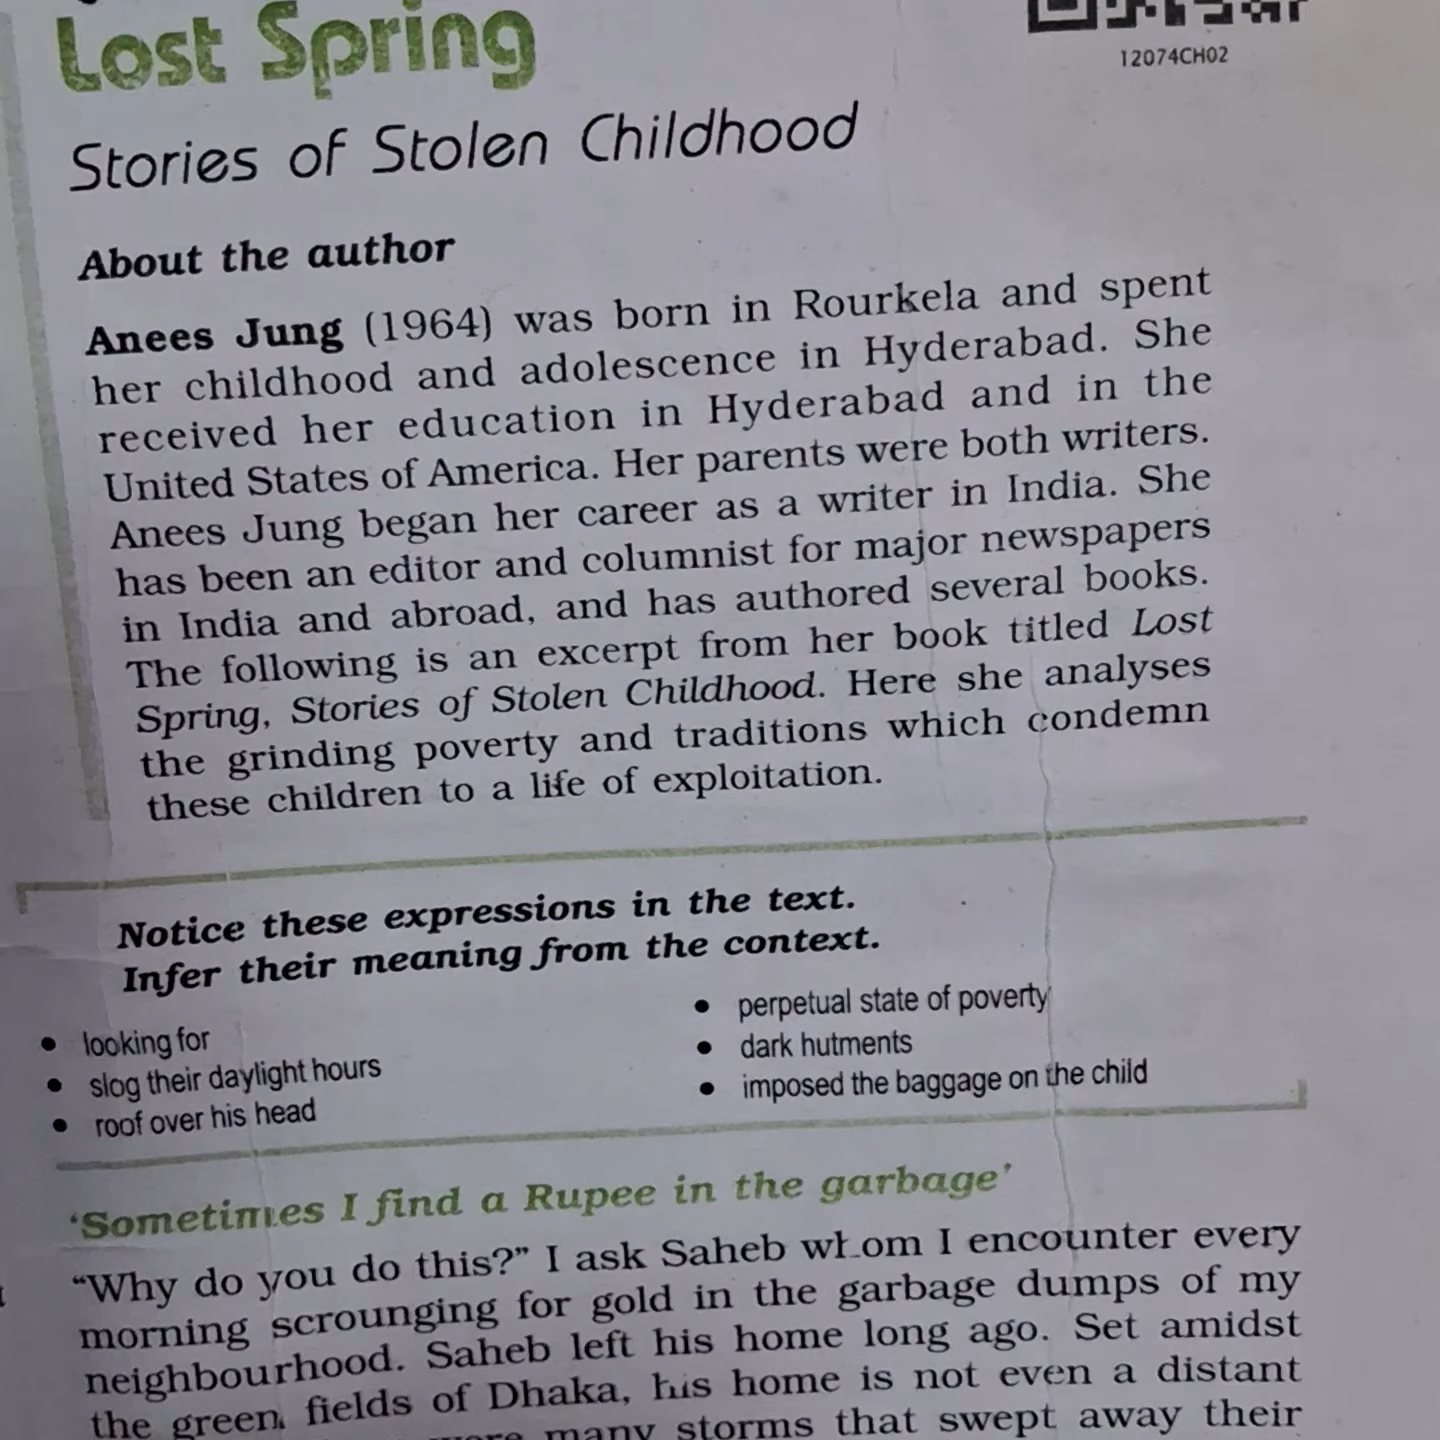 Lost Spring
12074CH02
Stories of Stolen Childhood
About the author
Anees Jung (1964) was born in Rourkela and spent
her childhood and adolescence in Hyderabad. She
received her education in Hyderabad and in the
United States of America. Her parents were both writers.
Anees Jung began her career as a writer in India. She
has been an editor and columnist for major newspapers
in India and abroad, and has authored several books.
The following is an excerpt from her book titled Lost
Spring, Stories of Stolen Childhood. Here she analyses
the grinding poverty and traditions which condemn
these children to a life of exploitation.
Notice these expressions in the text.
Infer their meaning from the context.
• looking for
• slog their daylight hours
• roof over his head
• perpetual state of poverty
• dark hutments
• imposed the baggage on the child
‘Sometimes I find a Rupee in the garbage’
“Why do you do this?” I ask Saheb whom I encounter every
morning scrounging for gold in the garbage dumps of my
neighbourhood. Saheb left his home long ago. Set amidst
the green fields of Dhaka, his home is not even a distant
were many storms that swept away their